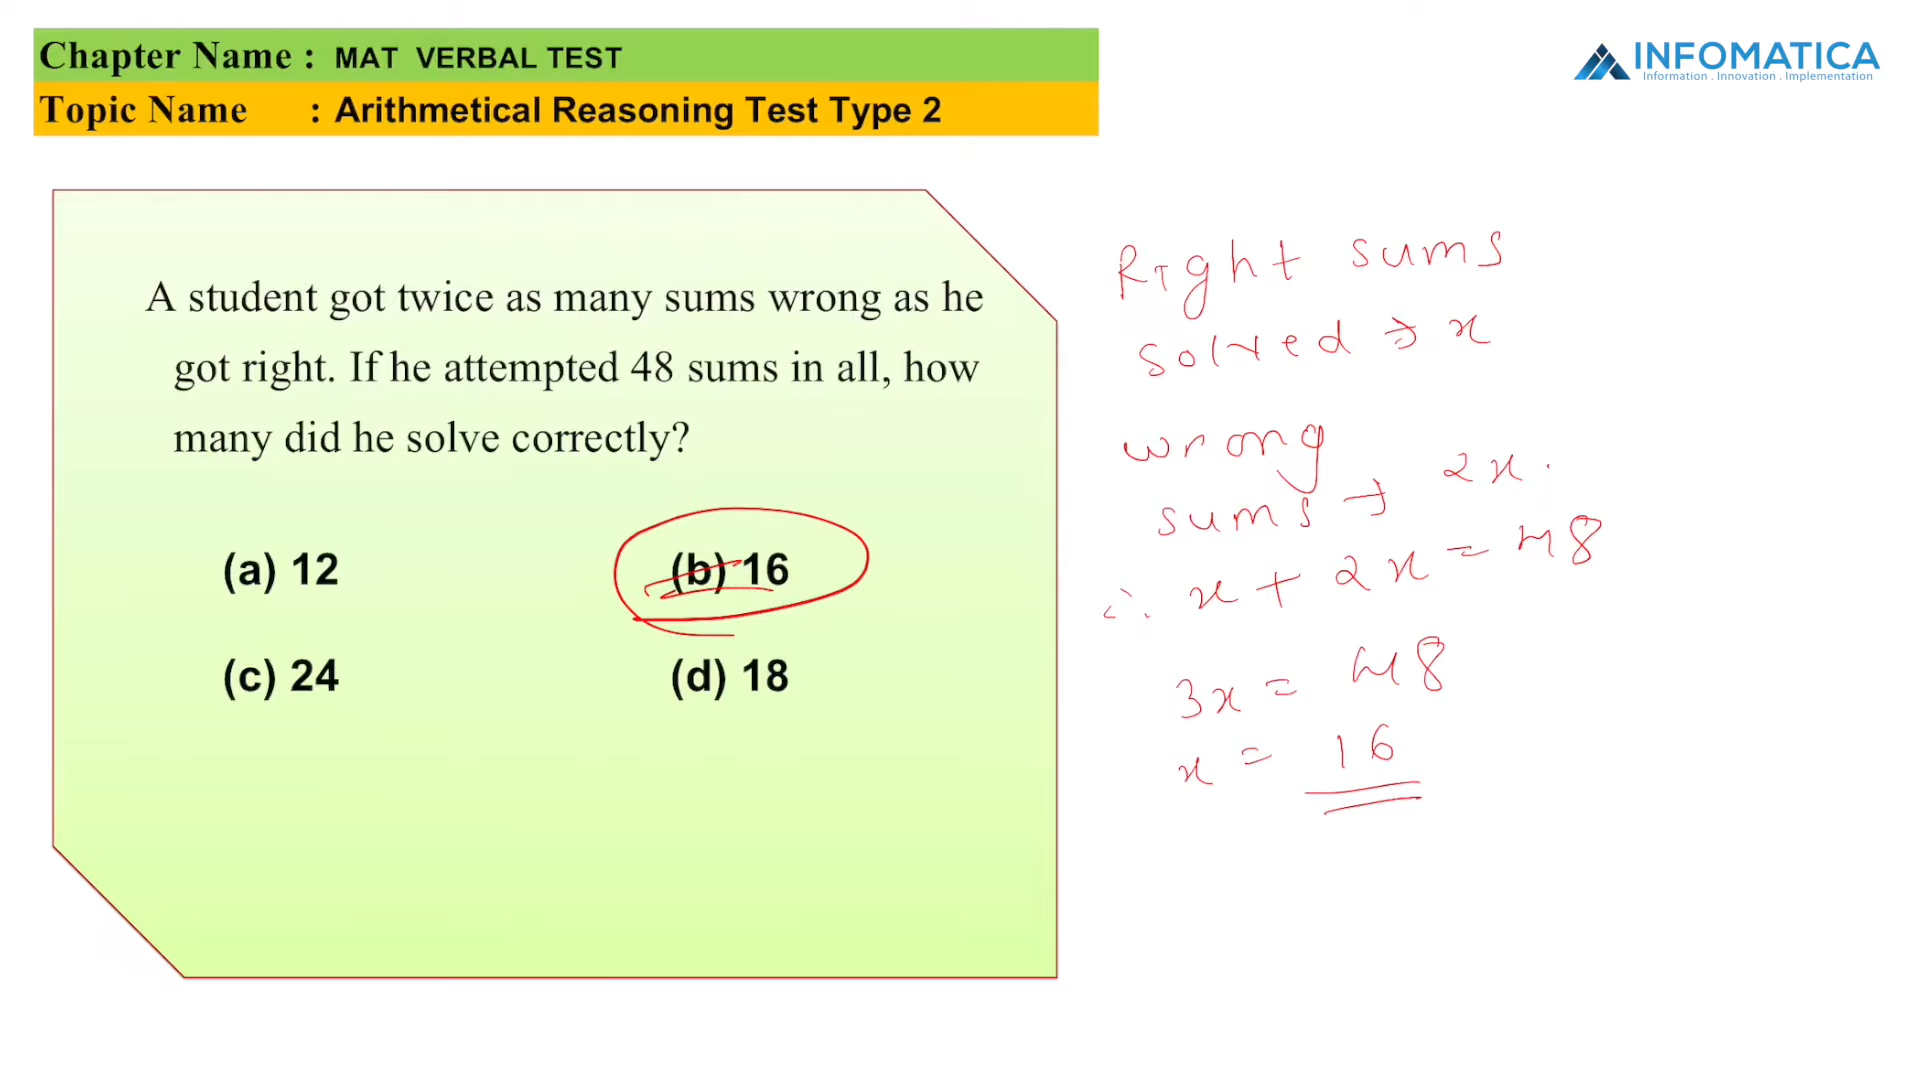 Chapter Name : MAT VERBAL TEST
Topic Name : Arithmetical Reasoning Test Type 2
INFOMATICA
Information . Innovation . Implementation
A student got twice as many sums wrong as he
got right. If he attempted 48 sums in all, how
many did he solve correctly?
(a) 12 (b) 16
(c) 24 (d) 18
Right sums
solved → x
wrong
sums → 2x.
∴ x + 2x = 48
3x = 48
x = 16